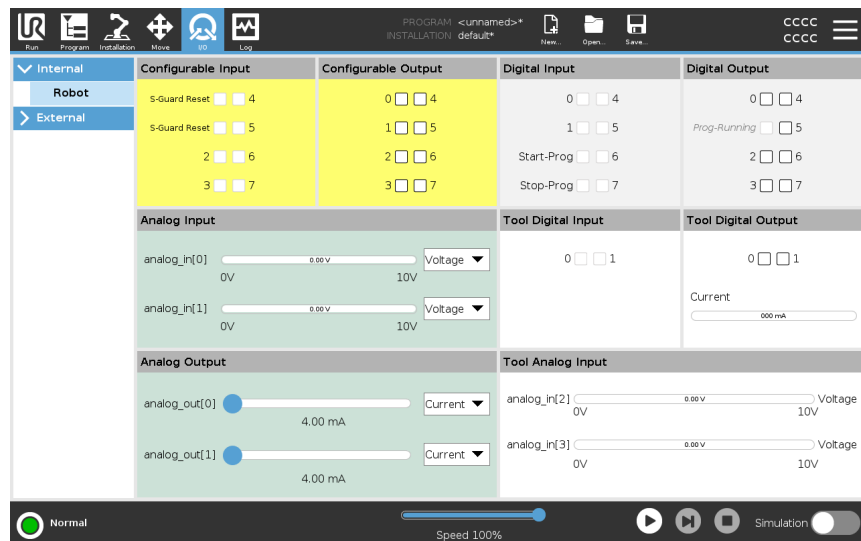 PROGRAM <unnamed>*
INSTALLATION default*
CCCC
CCCC
UR
Run Program Installation Move I/O Log New... Open... Save...
Internal
Robot
External
Configurable Input
S-Guard Reset 4
S-Guard Reset 5
2 6
3 7
Configurable Output
0 4
1 5
2 6
3 7
Digital Input
0 4
1 5
Start-Prog 6
Stop-Prog 7
Digital Output
0 4
Prog-Running 5
2 6
3 7
Analog Input
analog_in[0] 0.00 V Voltage
0V 10V
analog_in[1] 0.00 V Voltage
0V 10V
Tool Digital Input
0 1
Tool Digital Output
0 1
Current
000 mA
Analog Output
analog_out[0] Current
4.00 mA
analog_out[1] Current
4.00 mA
Tool Analog Input
analog_in[2] 0.00 V Voltage
0V 10V
analog_in[3] 0.00 V Voltage
0V 10V
Normal
Speed 100%
Simulation